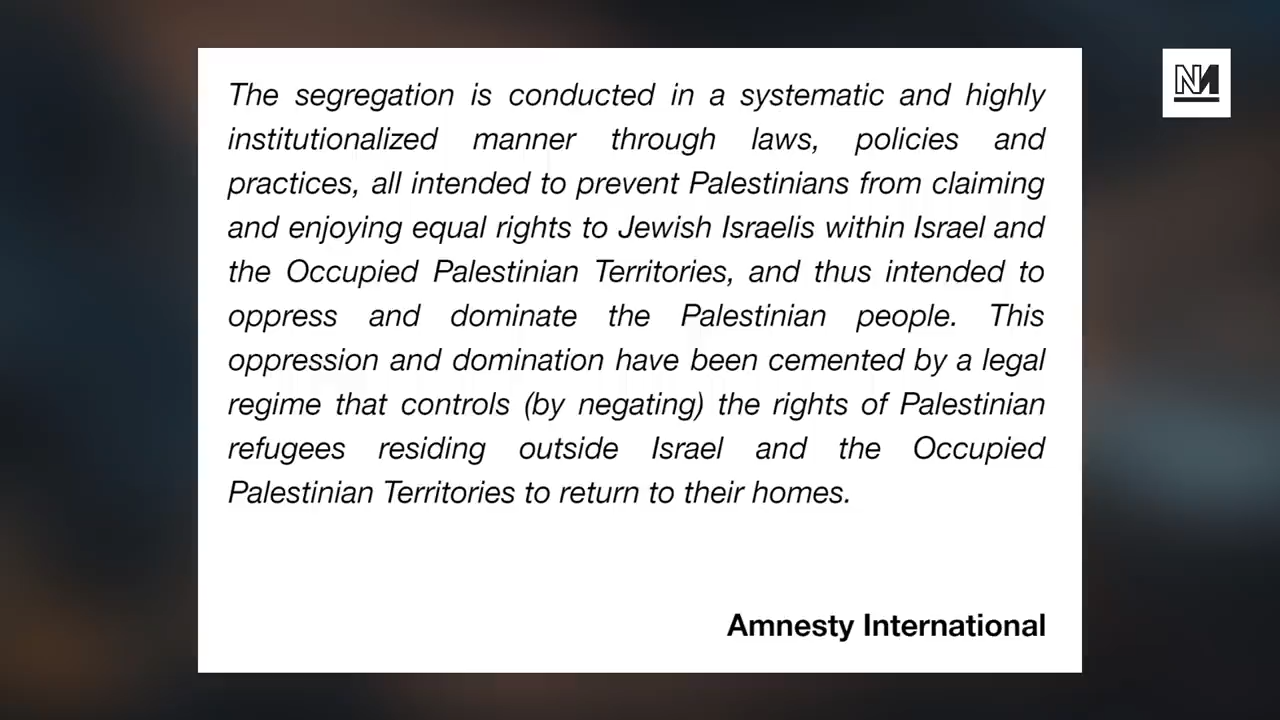 The segregation is conducted in a systematic and highly
institutionalized manner through laws, policies and
practices, all intended to prevent Palestinians from claiming
and enjoying equal rights to Jewish Israelis within Israel and
the Occupied Palestinian Territories, and thus intended to
oppress and dominate the Palestinian people. This
oppression and domination have been cemented by a legal
regime that controls (by negating) the rights of Palestinian
refugees residing outside Israel and the Occupied
Palestinian Territories to return to their homes.
Amnesty International
NM